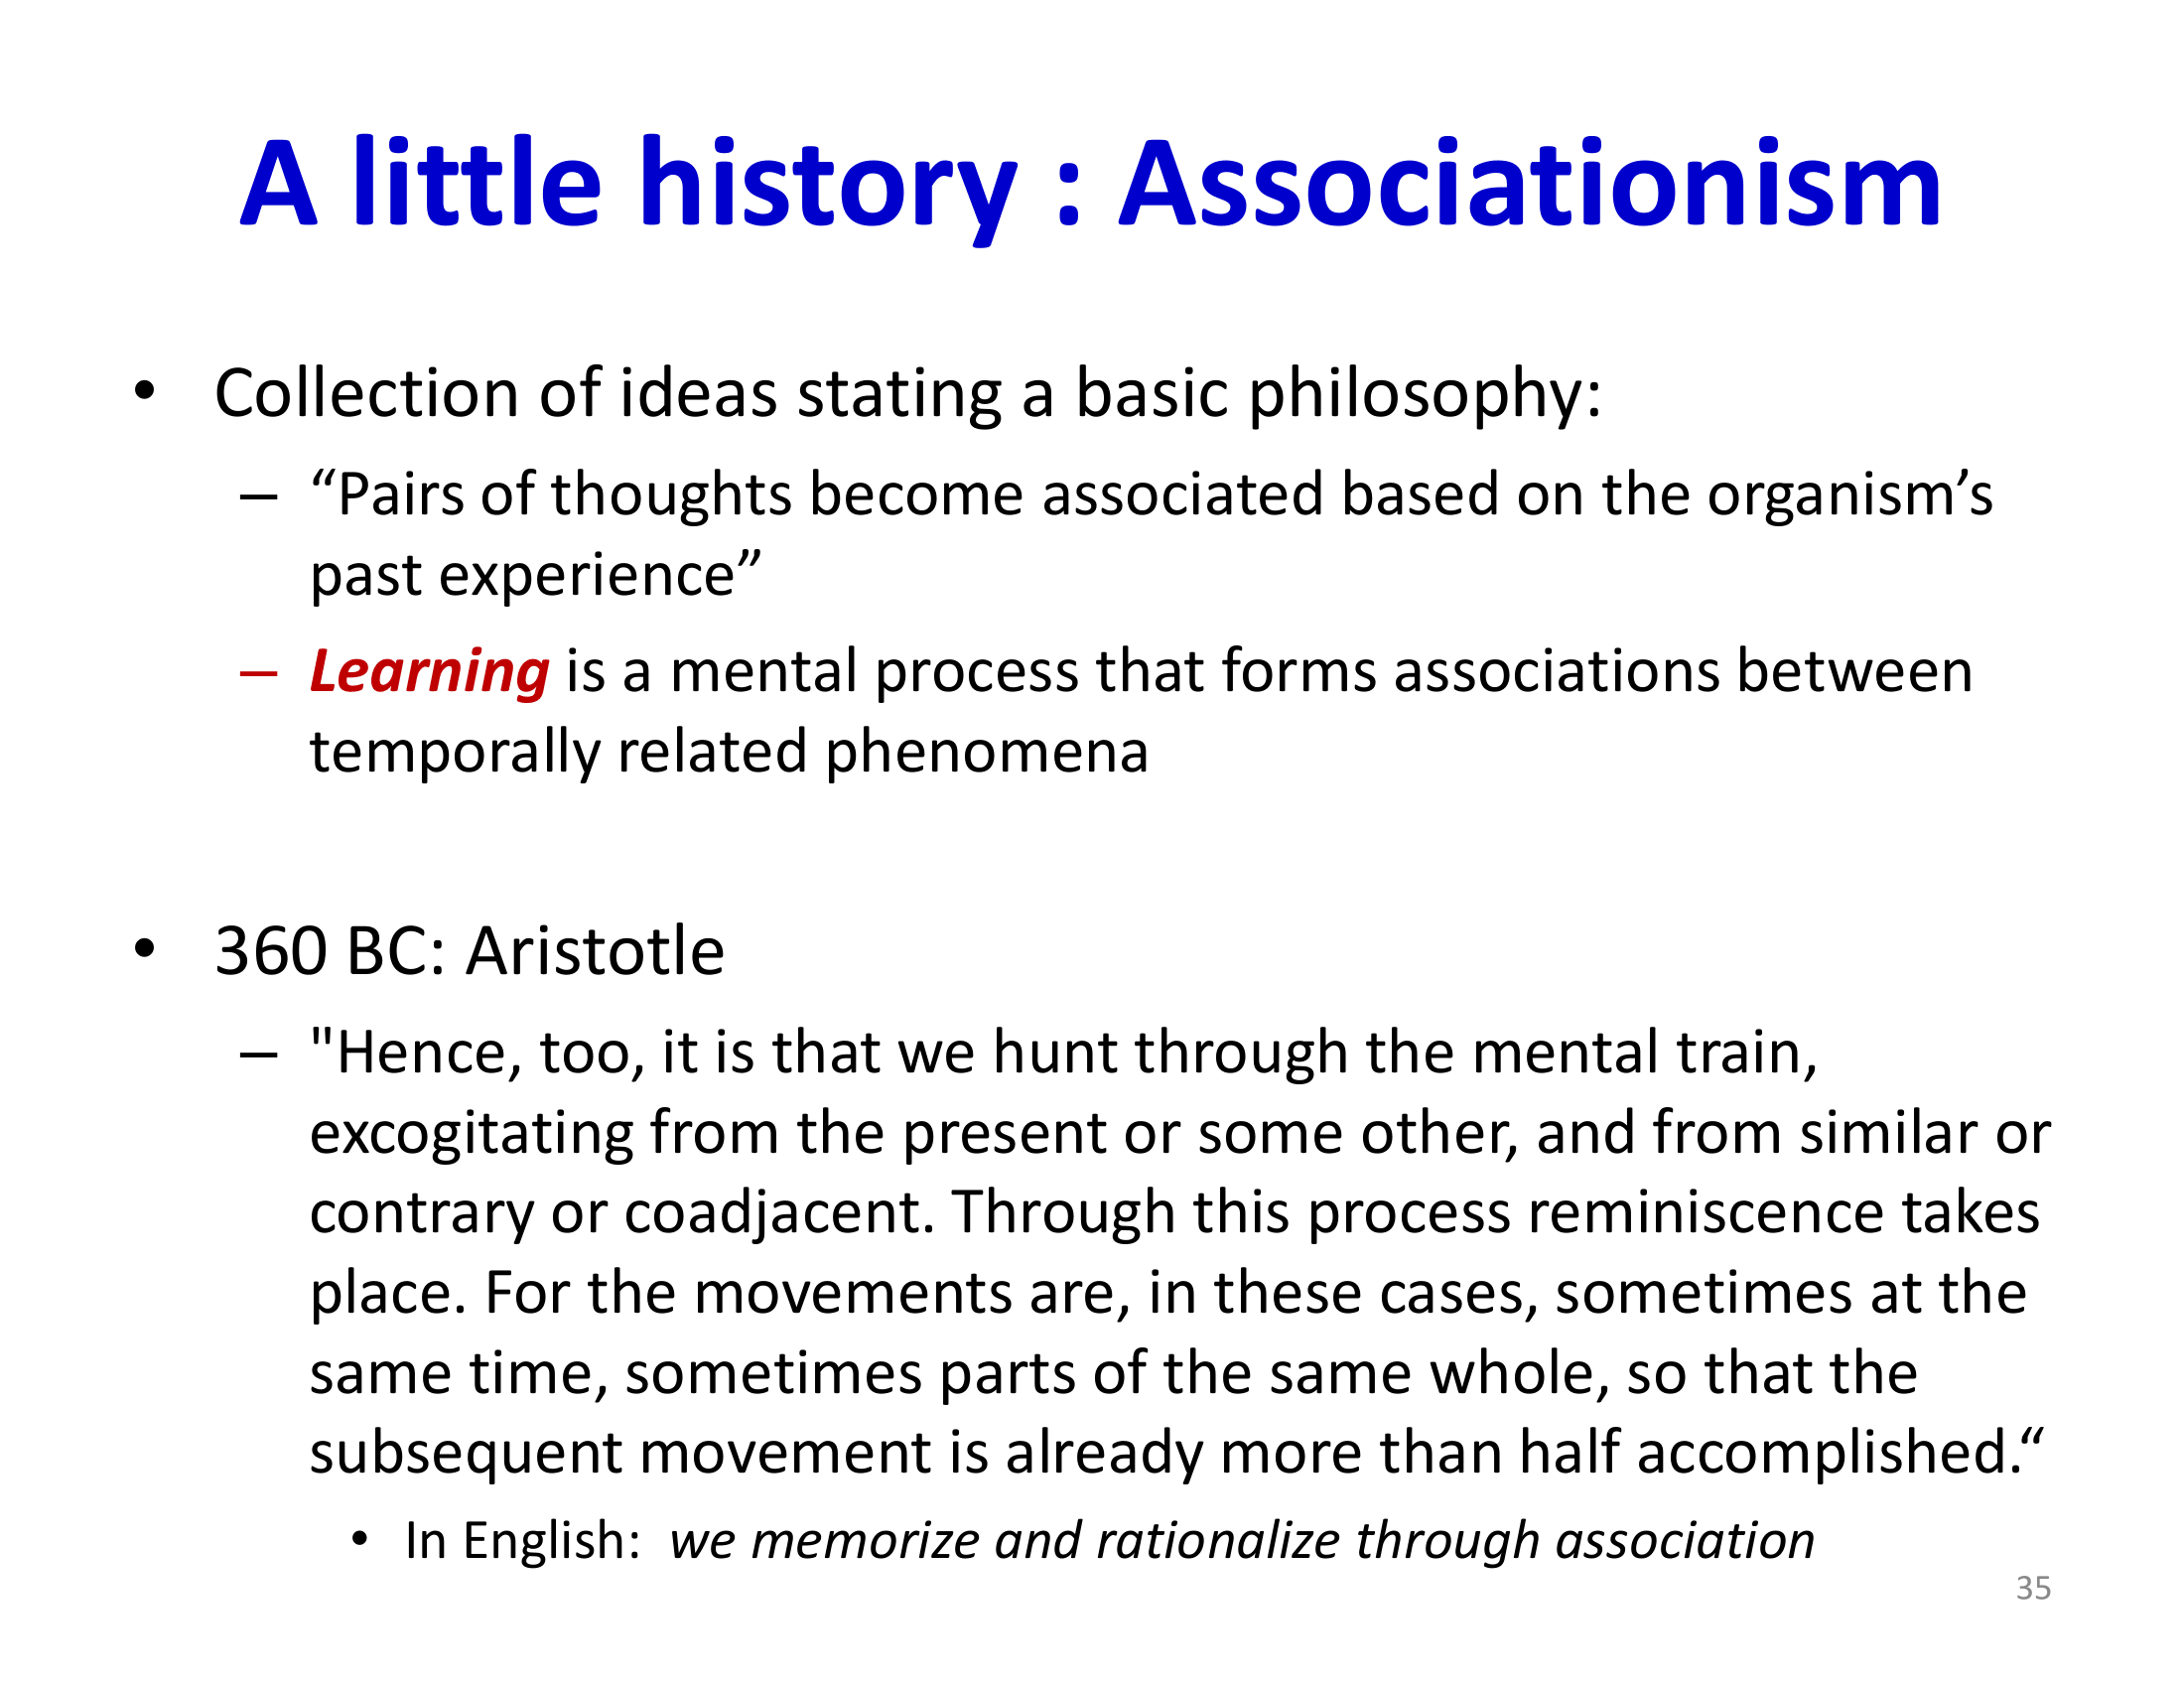 A little history : Associationism
• Collection of ideas stating a basic philosophy:
– “Pairs of thoughts become associated based on the organism’s
past experience”
– Learning is a mental process that forms associations between
temporally related phenomena
• 360 BC: Aristotle
– "Hence, too, it is that we hunt through the mental train,
excogitating from the present or some other, and from similar or
contrary or coadjacent. Through this process reminiscence takes
place. For the movements are, in these cases, sometimes at the
same time, sometimes parts of the same whole, so that the
subsequent movement is already more than half accomplished.“
• In English: we memorize and rationalize through association
35